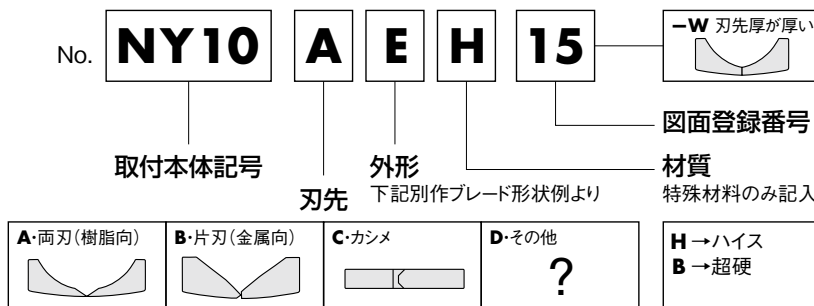 No. NY10 A E H 15
−W 刃先厚が厚い
図面登録番号
取付本体記号
外形
材質
刃先
下記別作ブレード形状例より
特殊材料のみ記入
A･両刃(樹脂向)
B･片刃(金属向)
C･カシメ
D･その他
?
H→ハイス
B→超硬